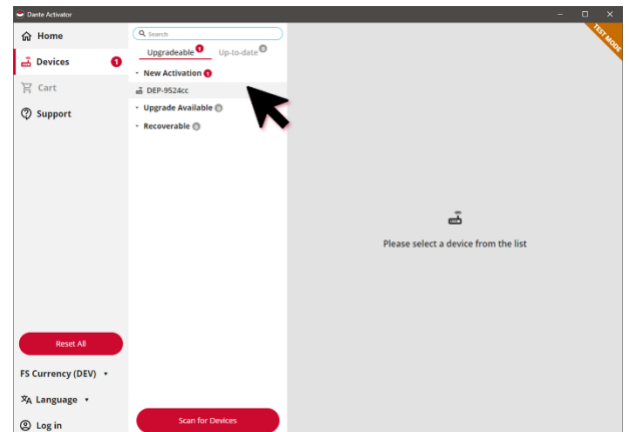 Dante Activator
TEST MODE
Home
Devices 1
Cart
Support
Search
Upgradeable 1 Up-to-date 0
New Activation 1
DEP-9524cc
Upgrade Available 0
Recoverable 0
Please select a device from the list
Reset All
FS Currency (DEV)
Language
Log in
Scan for Devices